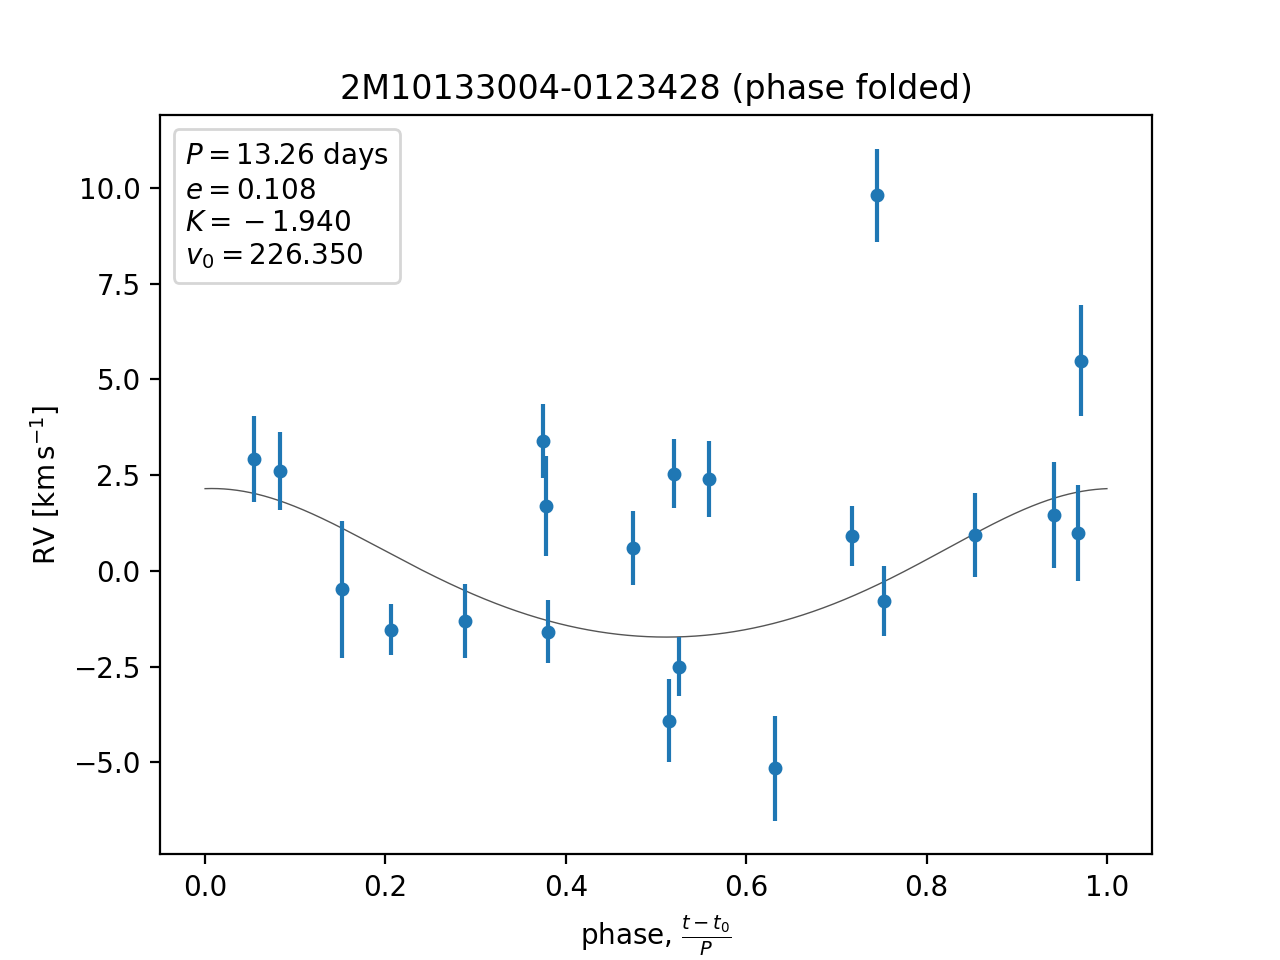 2M10133004-0123428 (phase folded)
P = 13.26 days
e = 0.108
K = −1.940
v₀ = 226.350
10.0
7.5
5.0
2.5
0.0
−2.5
−5.0
RV [km s⁻¹]
0.0 0.2 0.4 0.6 0.8 1.0
phase, (t − t₀)/P